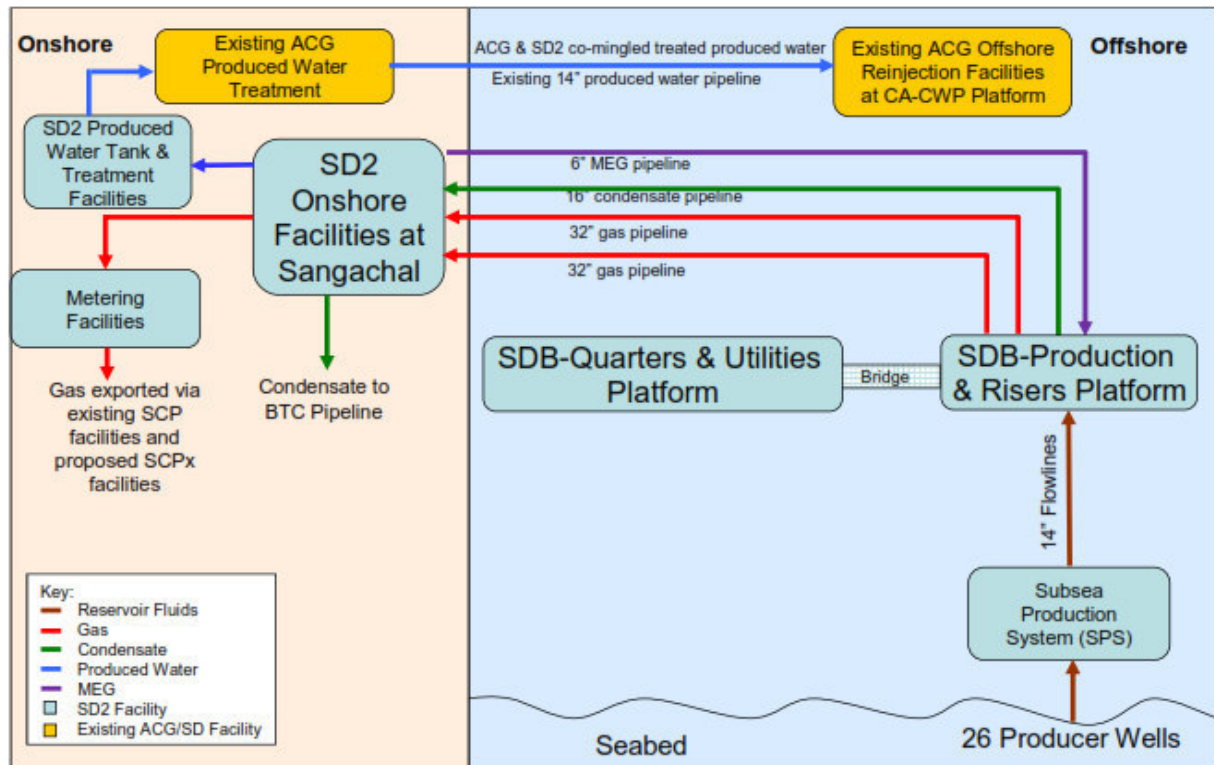 Onshore
Existing ACG
Produced Water
Treatment
ACG & SD2 co-mingled treated produced water
Existing 14” produced water pipeline
Existing ACG Offshore
Reinjection Facilities
at CA-CWP Platform
Offshore
SD2 Produced
Water Tank &
Treatment
Facilities
SD2
Onshore
Facilities at
Sangachal
6” MEG pipeline
16” condensate pipeline
32” gas pipeline
32” gas pipeline
Metering
Facilities
SDB-Quarters & Utilities
Platform
Bridge
SDB-Production
& Risers Platform
Gas exported via
existing SCP
facilities and
proposed SCPx
facilities
Condensate to
BTC Pipeline
14” Flowlines
Subsea
Production
System (SPS)
Key:
Reservoir Fluids
Gas
Condensate
Produced Water
MEG
SD2 Facility
Existing ACG/SD Facility
Seabed
26 Producer Wells